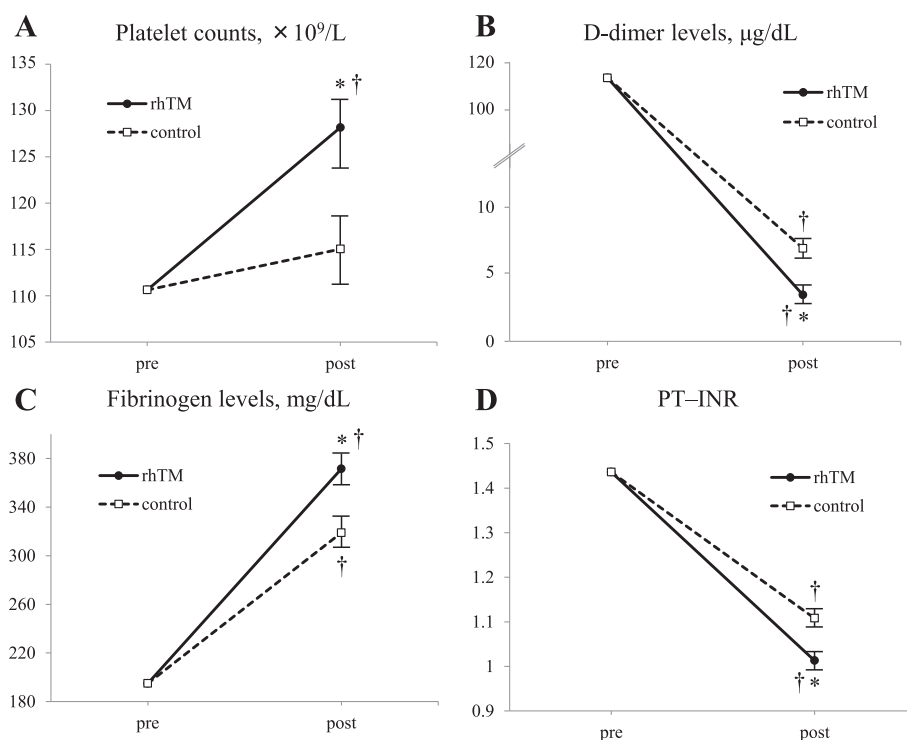 A
Platelet counts, ×10⁹/L
135
130
125
120
115
110
105
rhTM
control
* †
pre
post
B
D-dimer levels, μg/dL
120
100
10
5
0
rhTM
control
†
† *
pre
post
C
Fibrinogen levels, mg/dL
380
340
300
260
220
180
rhTM
control
* †
†
pre
post
D
PT–INR
1.5
1.4
1.3
1.2
1.1
1
0.9
rhTM
control
†
† *
pre
post